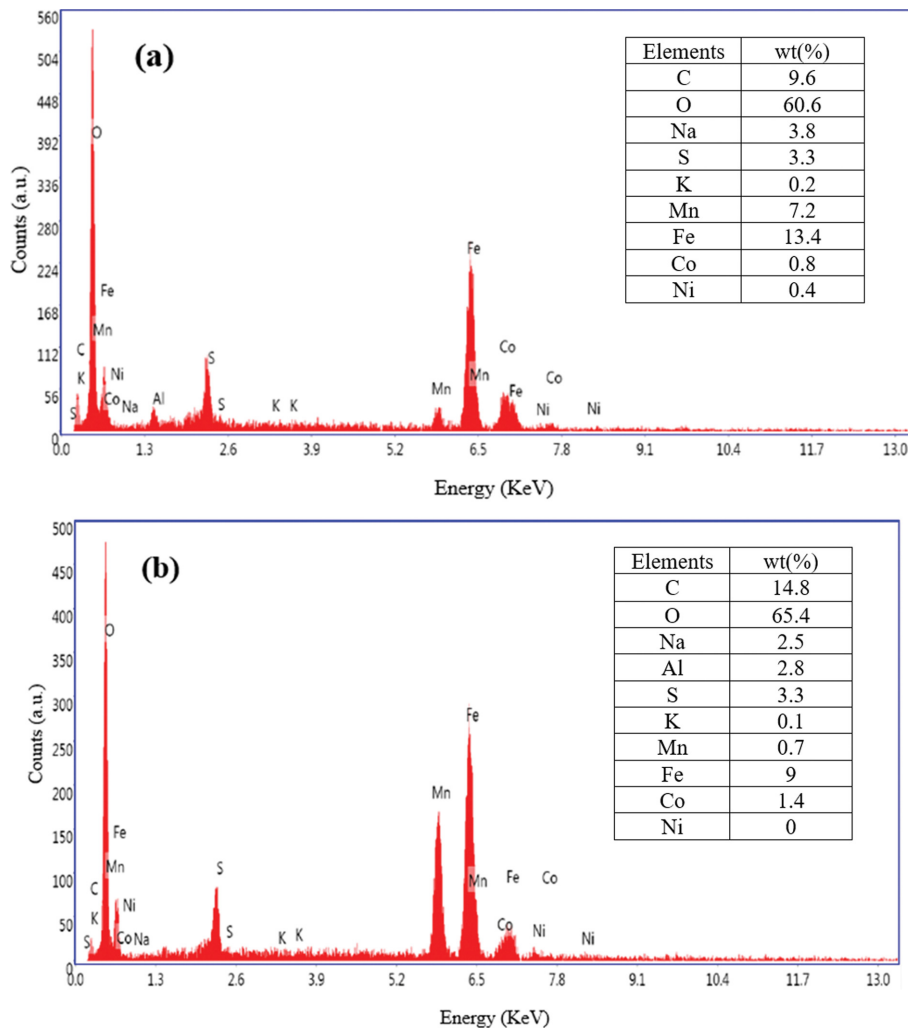 (a)
Elements wt(%)
C 9.6
O 60.6
Na 3.8
S 3.3
K 0.2
Mn 7.2
Fe 13.4
Co 0.8
Ni 0.4
Counts (a.u.)
560
504
448
392
336
280
224
168
112
56
0
O
Fe
Mn
C
K
S
Ni
Co
Na
Al
S
S
K
K
Mn
Fe
Mn
Co
Fe
Co
Ni
Ni
0.0 1.3 2.6 3.9 5.2 6.5 7.8 9.1 10.4 11.7 13.0
Energy (KeV)
(b)
Elements wt(%)
C 14.8
O 65.4
Na 2.5
Al 2.8
S 3.3
K 0.1
Mn 0.7
Fe 9
Co 1.4
Ni 0
Counts (a.u.)
500
450
400
350
300
250
200
150
100
50
0
O
Fe
Mn
C
K
S
Ni
Co
Na
S
S
K
K
Mn
Fe
Mn
Co
Fe
Co
Ni
Ni
0.0 1.3 2.6 3.9 5.2 6.5 7.8 9.1 10.4 11.7 13.0
Energy (KeV)